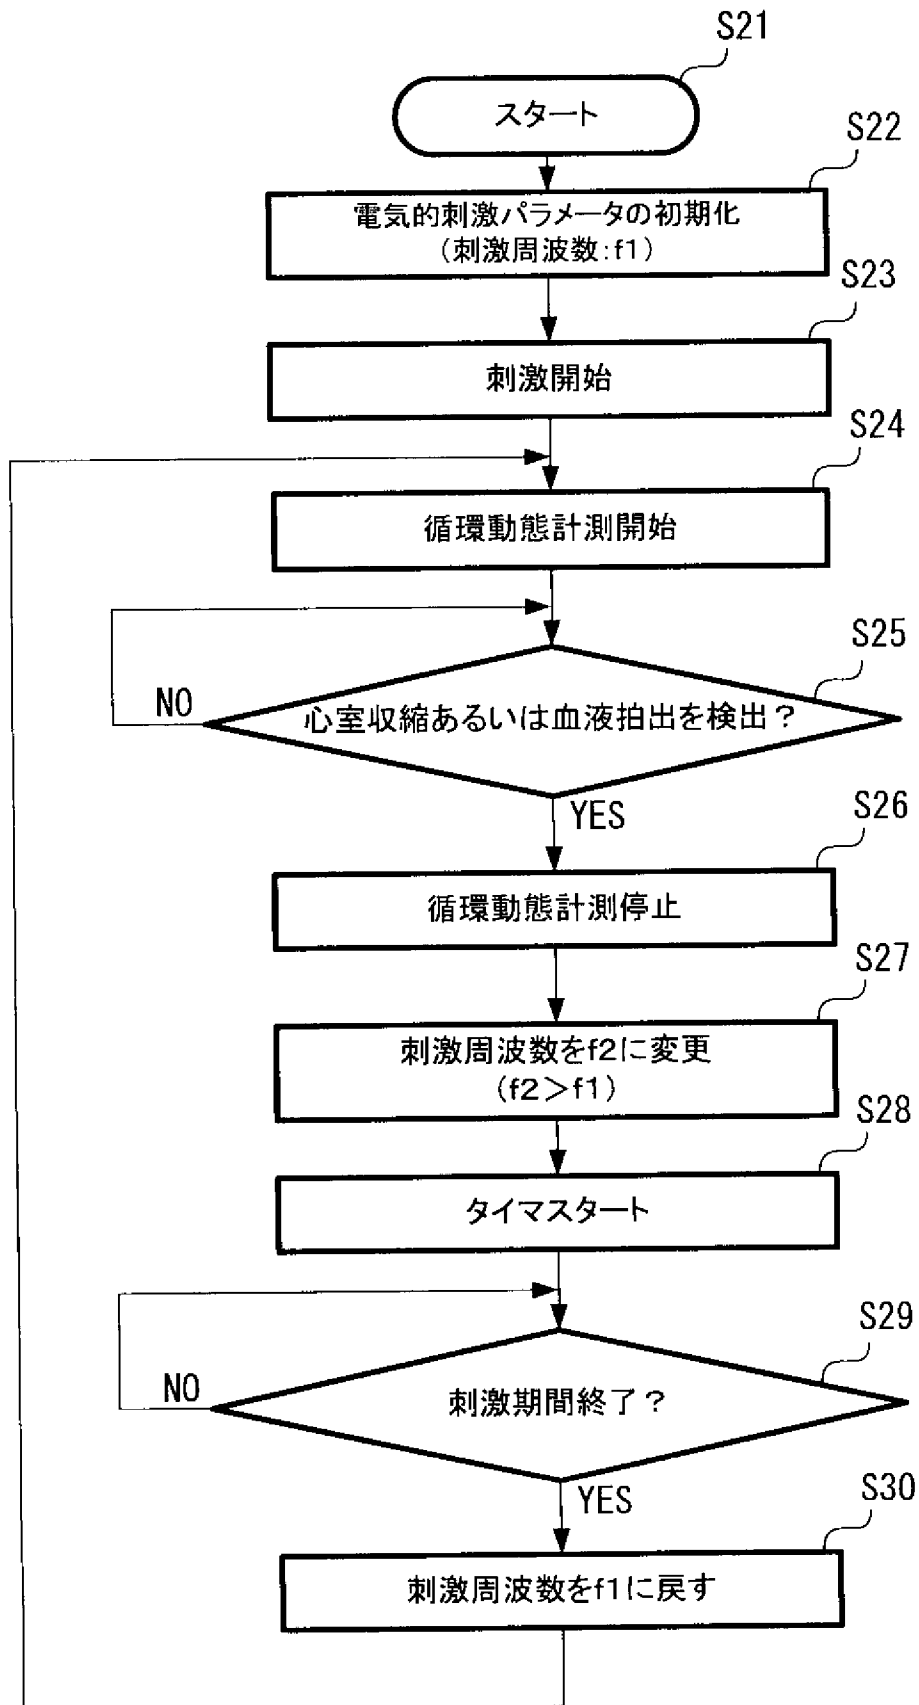 S21
スタート
S22
電気的刺激パラメータの初期化
(刺激周波数:f1)
S23
刺激開始
S24
循環動態計測開始
S25
NO
心室収縮あるいは血液拍出を検出?
YES
S26
循環動態計測停止
S27
刺激周波数をf2に変更
(f2>f1)
S28
タイマスタート
S29
NO
刺激期間終了?
YES
S30
刺激周波数をf1に戻す